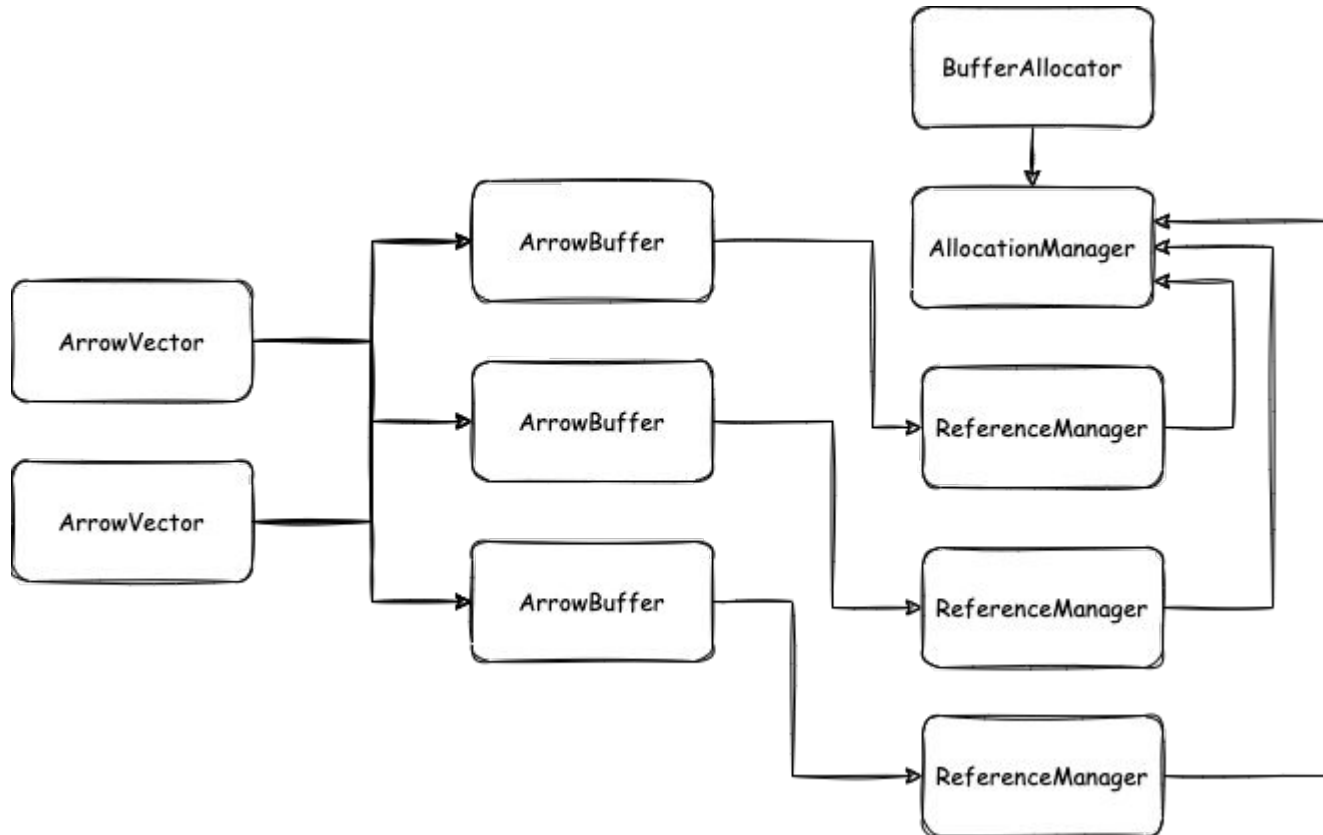 BufferAllocator
ArrowBuffer
AllocationManager
ArrowVector
ArrowBuffer
ReferenceManager
ArrowVector
ArrowBuffer
ReferenceManager
ReferenceManager